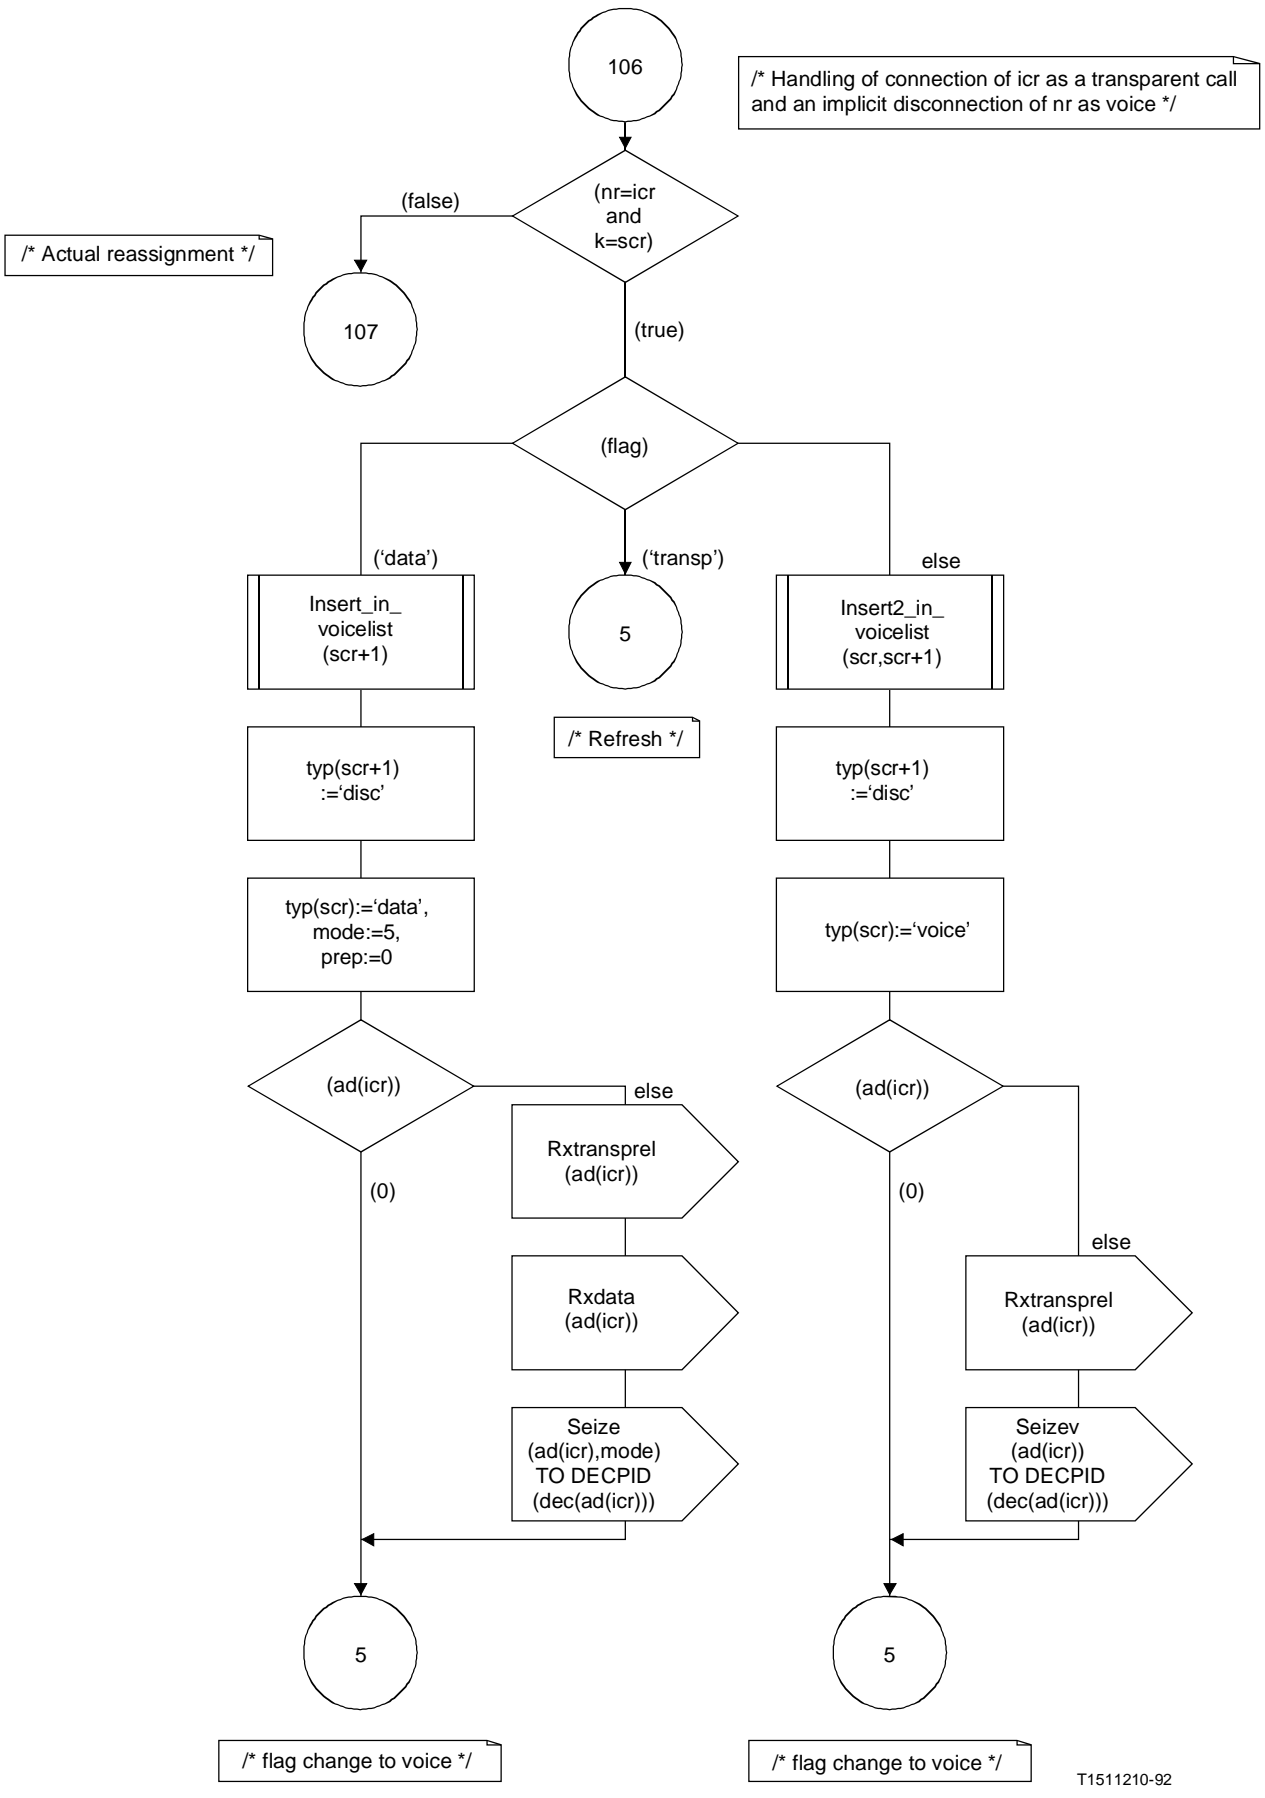 106
/* Handling of connection of icr as a transparent call
and an implicit disconnection of nr as voice */
(nr=icr
and
k=scr)
(false)
/* Actual reassignment */
107
(true)
(flag)
(‘data’)
(‘transp’)
else
Insert_in_
voicelist
(scr+1)
5
Insert2_in_
voicelist
(scr,scr+1)
/* Refresh */
typ(scr+1)
:=‘disc’
typ(scr+1)
:=‘disc’
typ(scr):=‘data’,
mode:=5,
prep:=0
typ(scr):=‘voice’
(ad(icr))
else
(ad(icr))
Rxtransprel
(ad(icr))
(0)
(0)
else
Rxdata
(ad(icr))
Rxtransprel
(ad(icr))
Seize
(ad(icr),mode)
TO DECPID
(dec(ad(icr)))
Seizev
(ad(icr))
TO DECPID
(dec(ad(icr)))
5
5
/* flag change to voice */
/* flag change to voice */
T1511210-92